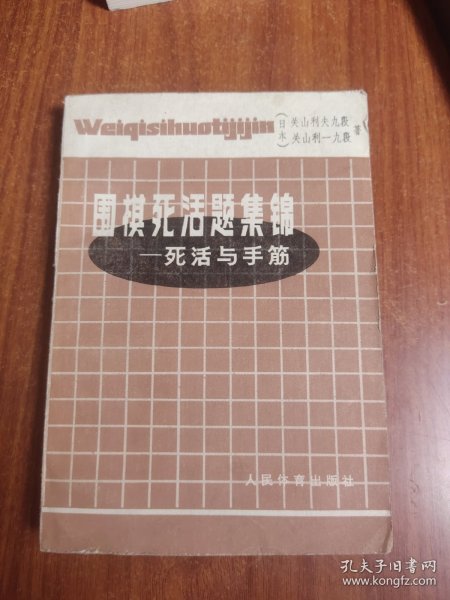 Weiqisihuotijijin
(日本)
关山利夫九段
关山利一九段
著
围棋死活题集锦
—死活与手筋
人民体育出版社
孔夫子旧书网
www.kongfz.com